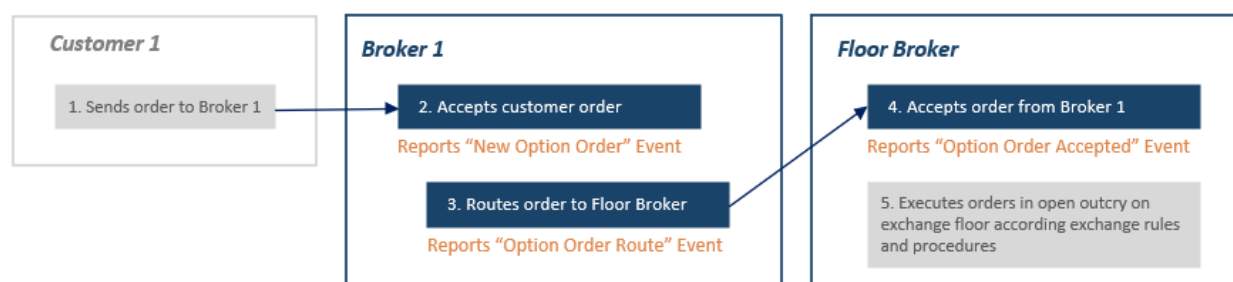 Customer 1
1. Sends order to Broker 1
Broker 1
2. Accepts customer order
Reports “New Option Order” Event
3. Routes order to Floor Broker
Reports “Option Order Route” Event
Floor Broker
4. Accepts order from Broker 1
Reports “Option Order Accepted” Event
5. Executes orders in open outcry on
exchange floor according exchange rules
and procedures